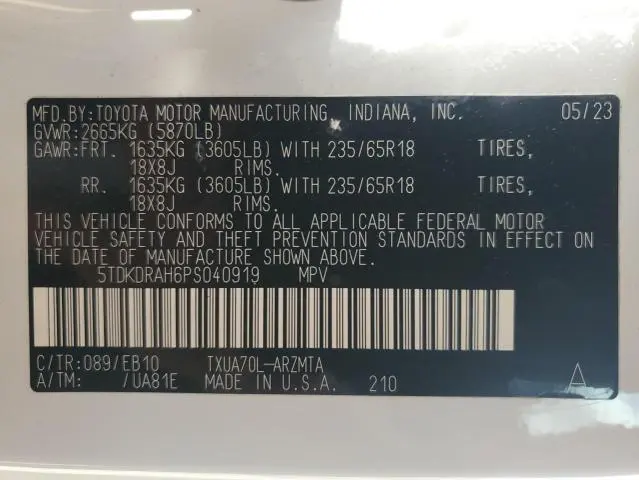 MFD.BY:TOYOTA MOTOR MANUFACTURING, INDIANA, INC. 05/23
GVWR:2665KG (5870LB)
GAWR:FRT. 1635KG (3605LB) WITH 235/65R18 TIRES,
18X8J RIMS.
RR. 1635KG (3605LB) WITH 235/65R18 TIRES,
18X8J RIMS.
THIS VEHICLE CONFORMS TO ALL APPLICABLE FEDERAL MOTOR
VEHICLE SAFETY AND THEFT PREVENTION STANDARDS IN EFFECT ON
THE DATE OF MANUFACTURE SHOWN ABOVE.
5TDKDRAH6PS040919 MPV
C/TR:089/EB10 TXUA70L-ARZMTA
A/TM: /UA81E MADE IN U.S.A. 210 A